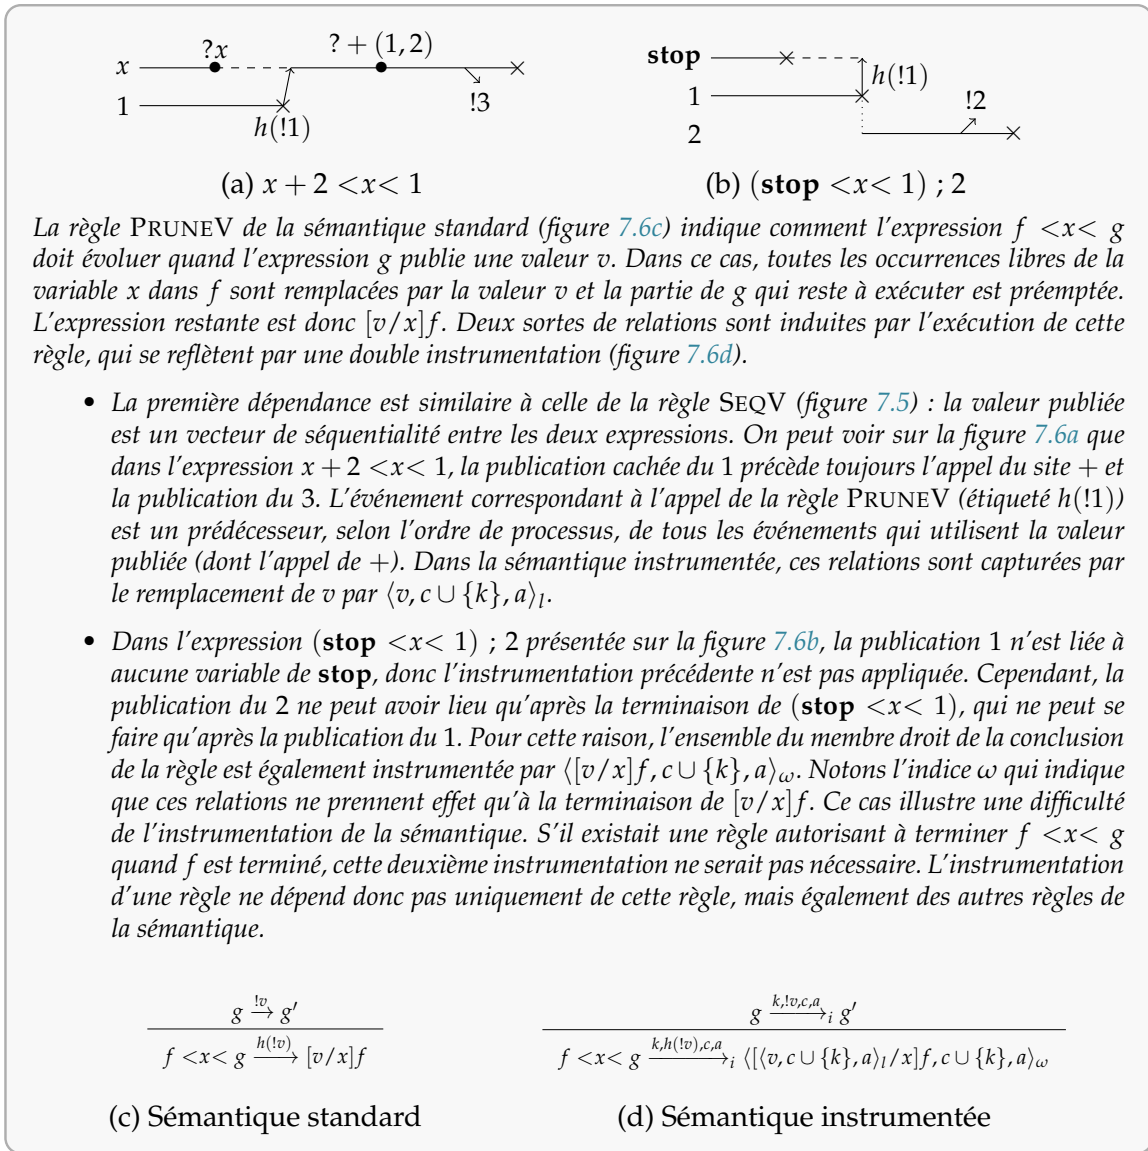 ?x
? + (1, 2)
x
1
h(!1)
!3
(a) x + 2 <x< 1
stop
1
h(!1)
2
!2
(b) (stop <x< 1) ; 2
La règle PRUNEV de la sémantique standard (figure 7.6c) indique comment l'expression f <x< g
doit évoluer quand l'expression g publie une valeur v. Dans ce cas, toutes les occurrences libres de la
variable x dans f sont remplacées par la valeur v et la partie de g qui reste à exécuter est préemptée.
L'expression restante est donc [v/x]f. Deux sortes de relations sont induites par l'exécution de cette
règle, qui se reflètent par une double instrumentation (figure 7.6d).
• La première dépendance est similaire à celle de la règle SEQV (figure 7.5) : la valeur publiée
est un vecteur de séquentialité entre les deux expressions. On peut voir sur la figure 7.6a que
dans l'expression x + 2 <x< 1, la publication cachée du 1 précède toujours l'appel du site + et
la publication du 3. L'événement correspondant à l'appel de la règle PRUNEV (étiqueté h(!1))
est un prédécesseur, selon l'ordre de processus, de tous les événements qui utilisent la valeur
publiée (dont l'appel de +). Dans la sémantique instrumentée, ces relations sont capturées par
le remplacement de v par ⟨v, c ∪ {k}, a⟩l.
• Dans l'expression (stop <x< 1) ; 2 présentée sur la figure 7.6b, la publication 1 n'est liée à
aucune variable de stop, donc l'instrumentation précédente n'est pas appliquée. Cependant, la
publication du 2 ne peut avoir lieu qu'après la terminaison de (stop <x< 1), qui ne peut se
faire qu'après la publication du 1. Pour cette raison, l'ensemble du membre droit de la conclusion
de la règle est également instrumentée par ⟨[v/x]f, c ∪ {k}, a⟩ω. Notons l'indice ω qui indique
que ces relations ne prennent effet qu'à la terminaison de [v/x]f. Ce cas illustre une difficulté
de l'instrumentation de la sémantique. S'il existait une règle autorisant à terminer f <x< g
quand f est terminé, cette deuxième instrumentation ne serait pas nécessaire. L'instrumentation
d'une règle ne dépend donc pas uniquement de cette règle, mais également des autres règles de
la sémantique.
g !v→ g′
f <x< g h(!v)→ [v/x]f
(c) Sémantique standard
g k,!v,c,a→i g′
f <x< g k,h(!v),c,a→i ⟨[⟨v, c ∪ {k}, a⟩l/x]f, c ∪ {k}, a⟩ω
(d) Sémantique instrumentée